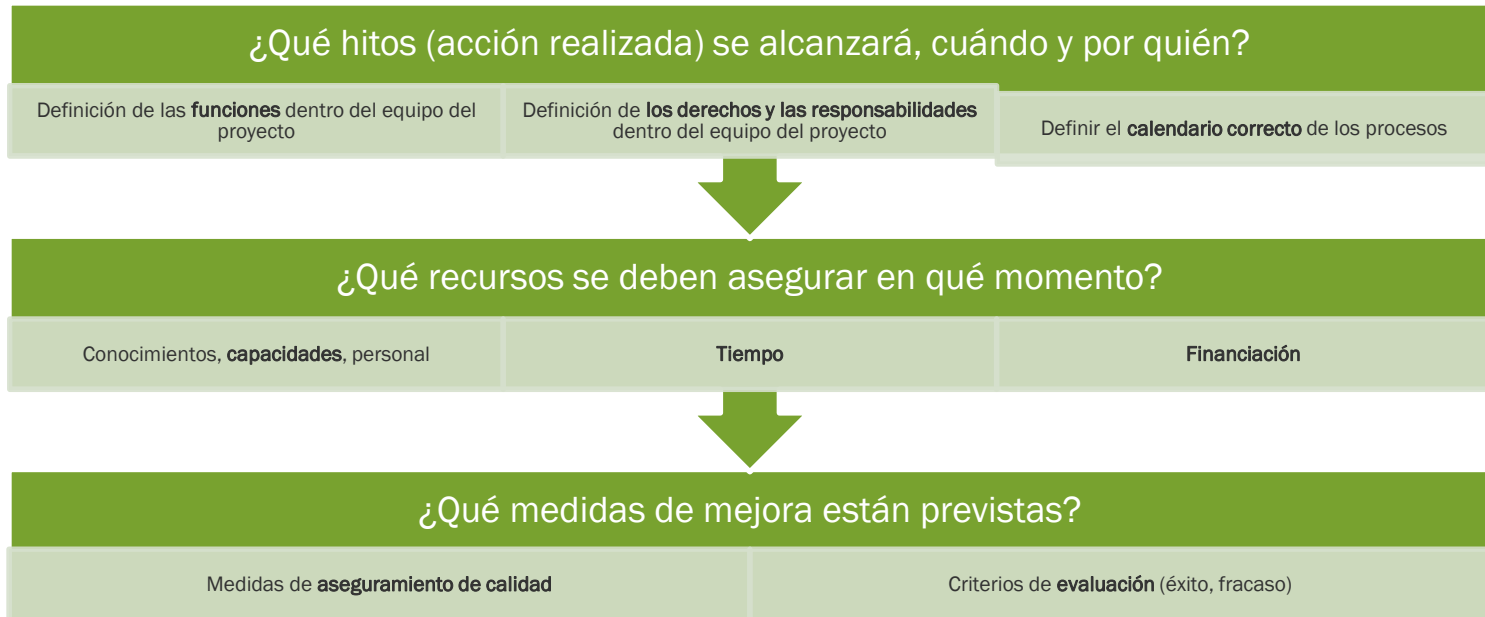 ¿Qué hitos (acción realizada) se alcanzará, cuándo y por quién?
Definición de las funciones dentro del equipo del
proyecto
Definición de los derechos y las responsabilidades
dentro del equipo del proyecto
Definir el calendario correcto de los procesos
¿Qué recursos se deben asegurar en qué momento?
Conocimientos, capacidades, personal
Tiempo
Financiación
¿Qué medidas de mejora están previstas?
Medidas de aseguramiento de calidad
Criterios de evaluación (éxito, fracaso)